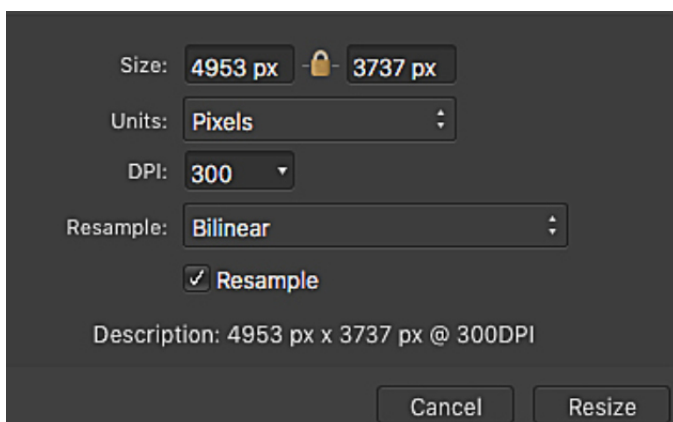 Size: 4953 px 3737 px
Units: Pixels
DPI: 300
Resample: Bilinear
Resample
Description: 4953 px x 3737 px @ 300DPI
Cancel Resize